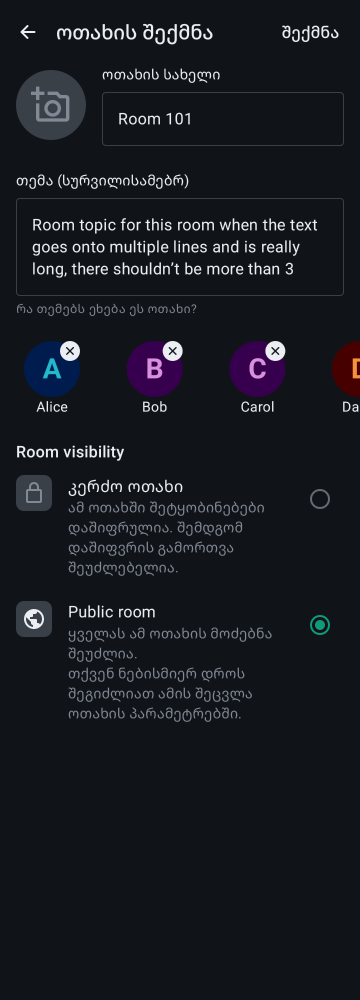 ოთახის შექმნა
შექმნა
ოთახის სახელი
Room 101
თემა (სურვილისამებრ)
Room topic for this room when the text
goes onto multiple lines and is really
long, there shouldn’t be more than 3
რა თემებს ეხება ეს ოთახი?
A
B
C
D
Alice
Bob
Carol
Da
Room visibility
კერძო ოთახი
ამ ოთახში შეტყობინებები
დაშიფრულია. შემდგომ
დაშიფვრის გამორთვა
შეუძლებელია.
Public room
ყველას ამ ოთახის მოძებნა
შეუძლია.
თქვენ ნებისმიერ დროს
შეგიძლიათ ამის შეცვლა
ოთახის პარამეტრებში.